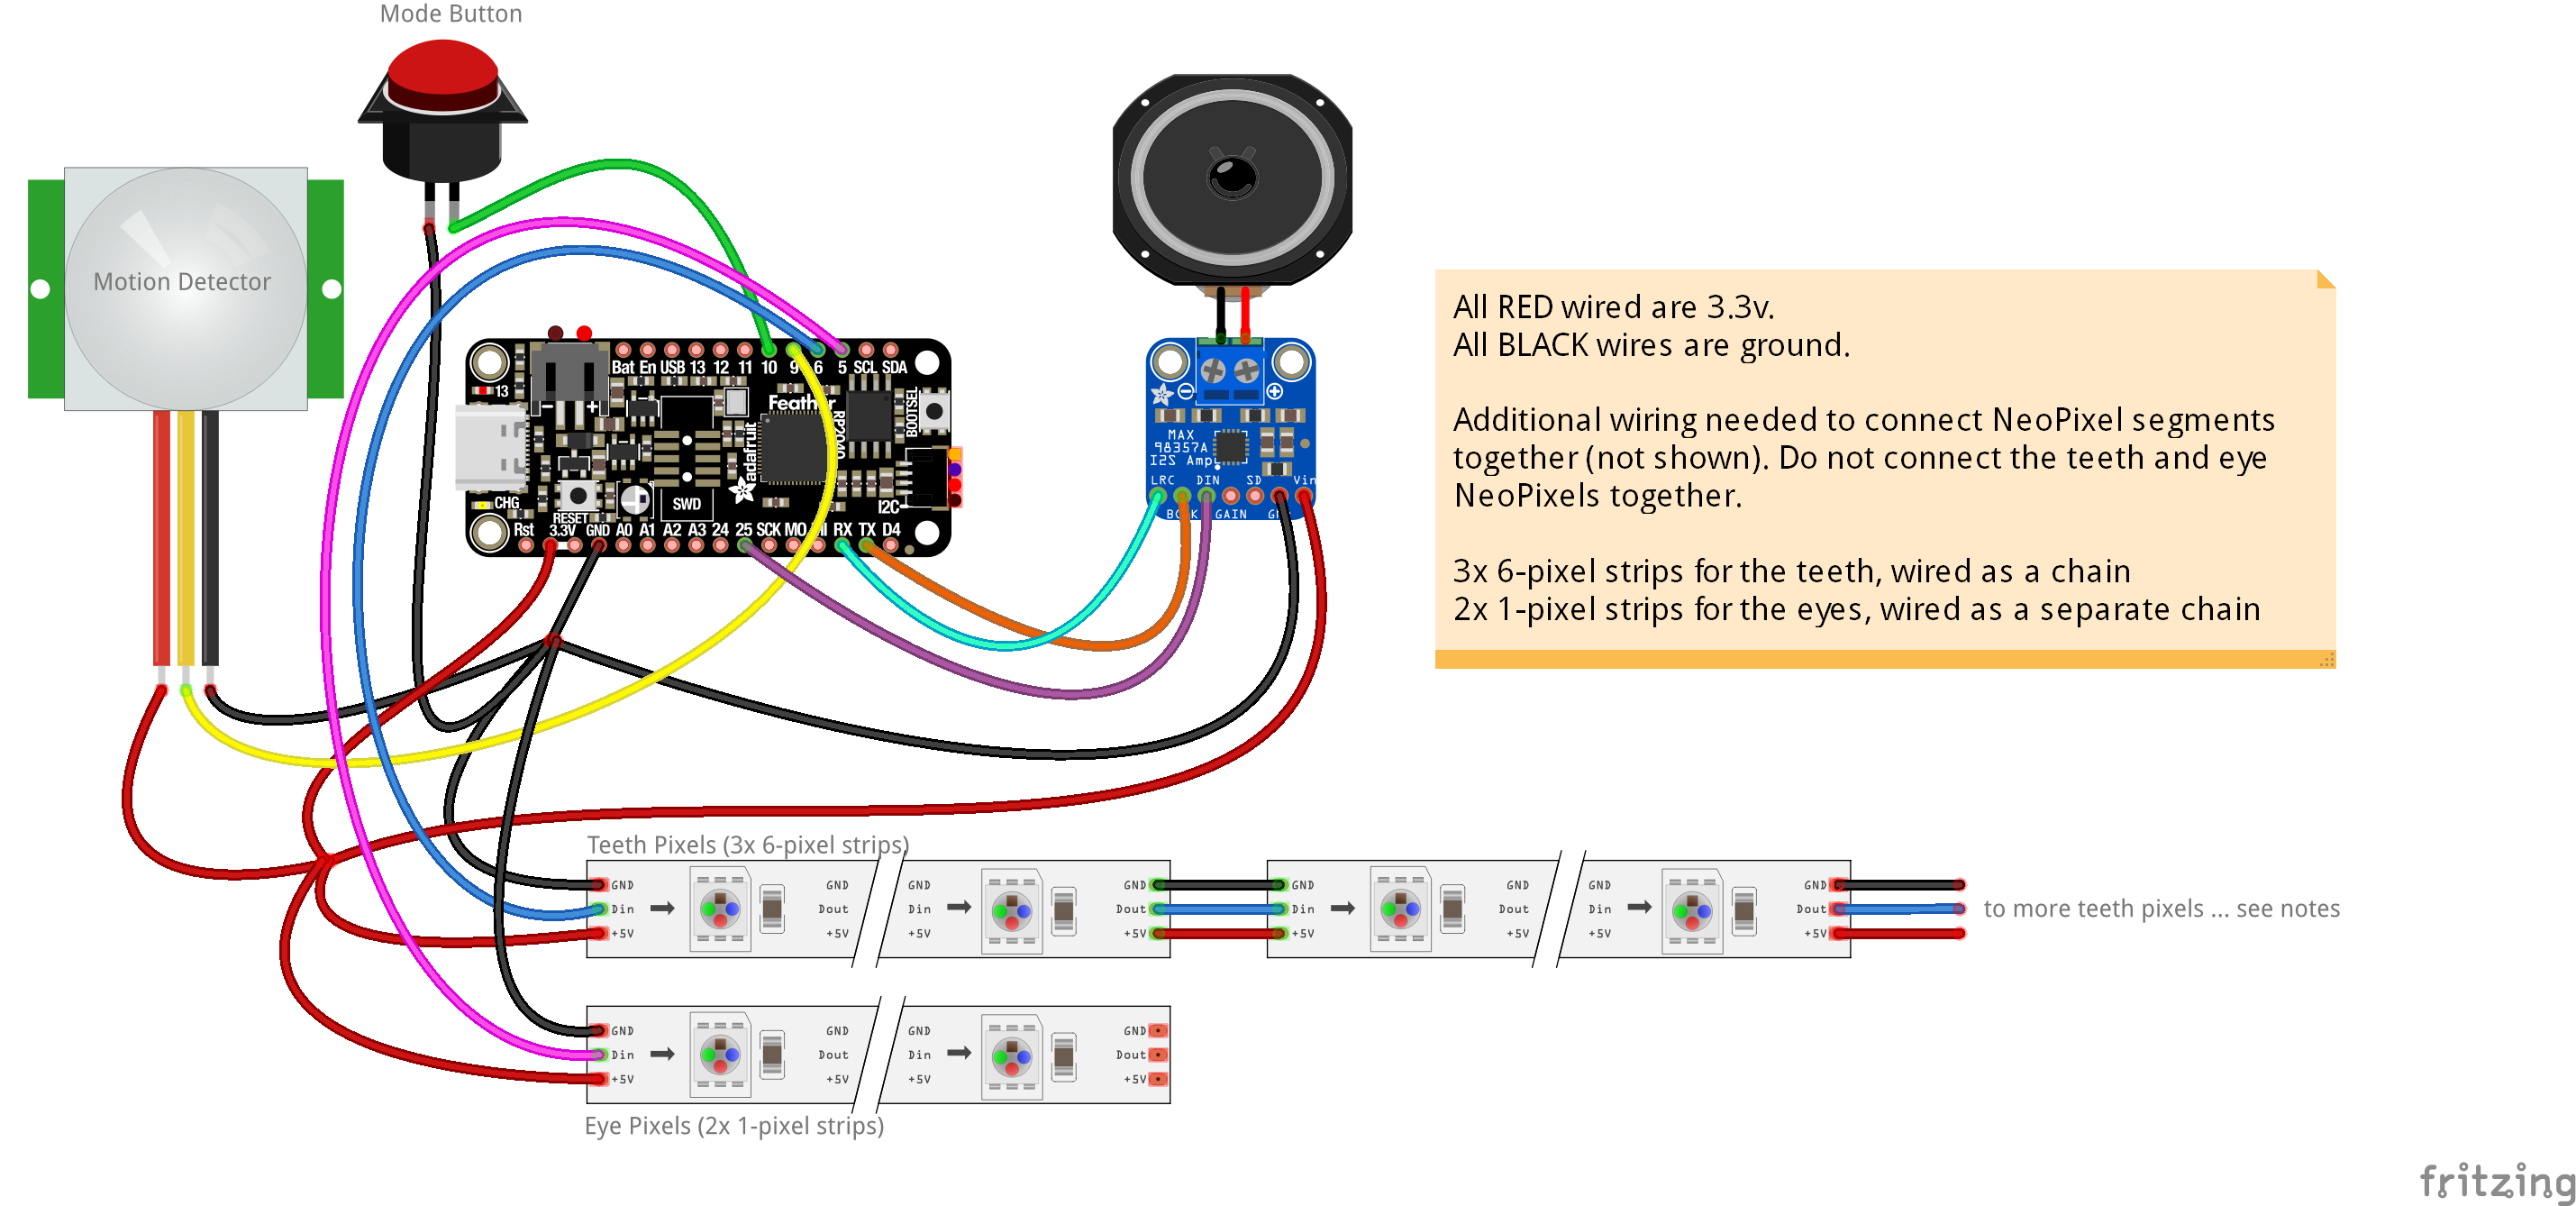 Mode Button
Motion Detector
Bat En USB 13 12 11 10 9 6 5 SCL SDA
13
Feather
RP2040
BOOTSEL
adafruit
CHG
SWD
I2C
RESET
Rst 3.3V GND A0 A1 A2 A3 24 25 SCK MO RX TX D4
MAX
98357A
I2S Amp
LRC DIN SD Vin
GAIN
All RED wired are 3.3v.
All BLACK wires are ground.
Additional wiring needed to connect NeoPixel segments
together (not shown). Do not connect the teeth and eye
NeoPixels together.
3x 6-pixel strips for the teeth, wired as a chain
2x 1-pixel strips for the eyes, wired as a separate chain
Teeth Pixels (3x 6-pixel strips)
GND GND GND GND GND GND GND GND
Din Dout Din Dout Din Dout Din Dout
+5V +5V +5V +5V +5V +5V +5V +5V
to more teeth pixels ... see notes
GND GND GND GND
Din Dout Din Dout
+5V +5V +5V +5V
Eye Pixels (2x 1-pixel strips)
fritzing